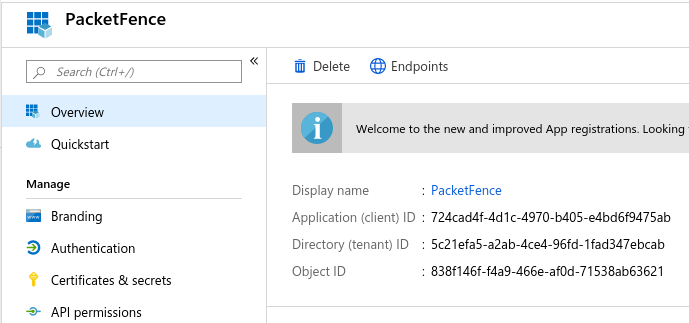 PacketFence
Search (Ctrl+/)
«
Overview
Quickstart
Manage
Branding
Authentication
Certificates & secrets
API permissions
Delete
Endpoints
Welcome to the new and improved App registrations. Looking
Display name : PacketFence
Application (client) ID : 724cad4f-4d1c-4970-b405-e4bd6f9475ab
Directory (tenant) ID : 5c21efa5-a2ab-4ce4-96fd-1fad347ebcab
Object ID : 838f146f-f4a9-466e-af0d-71538ab63621